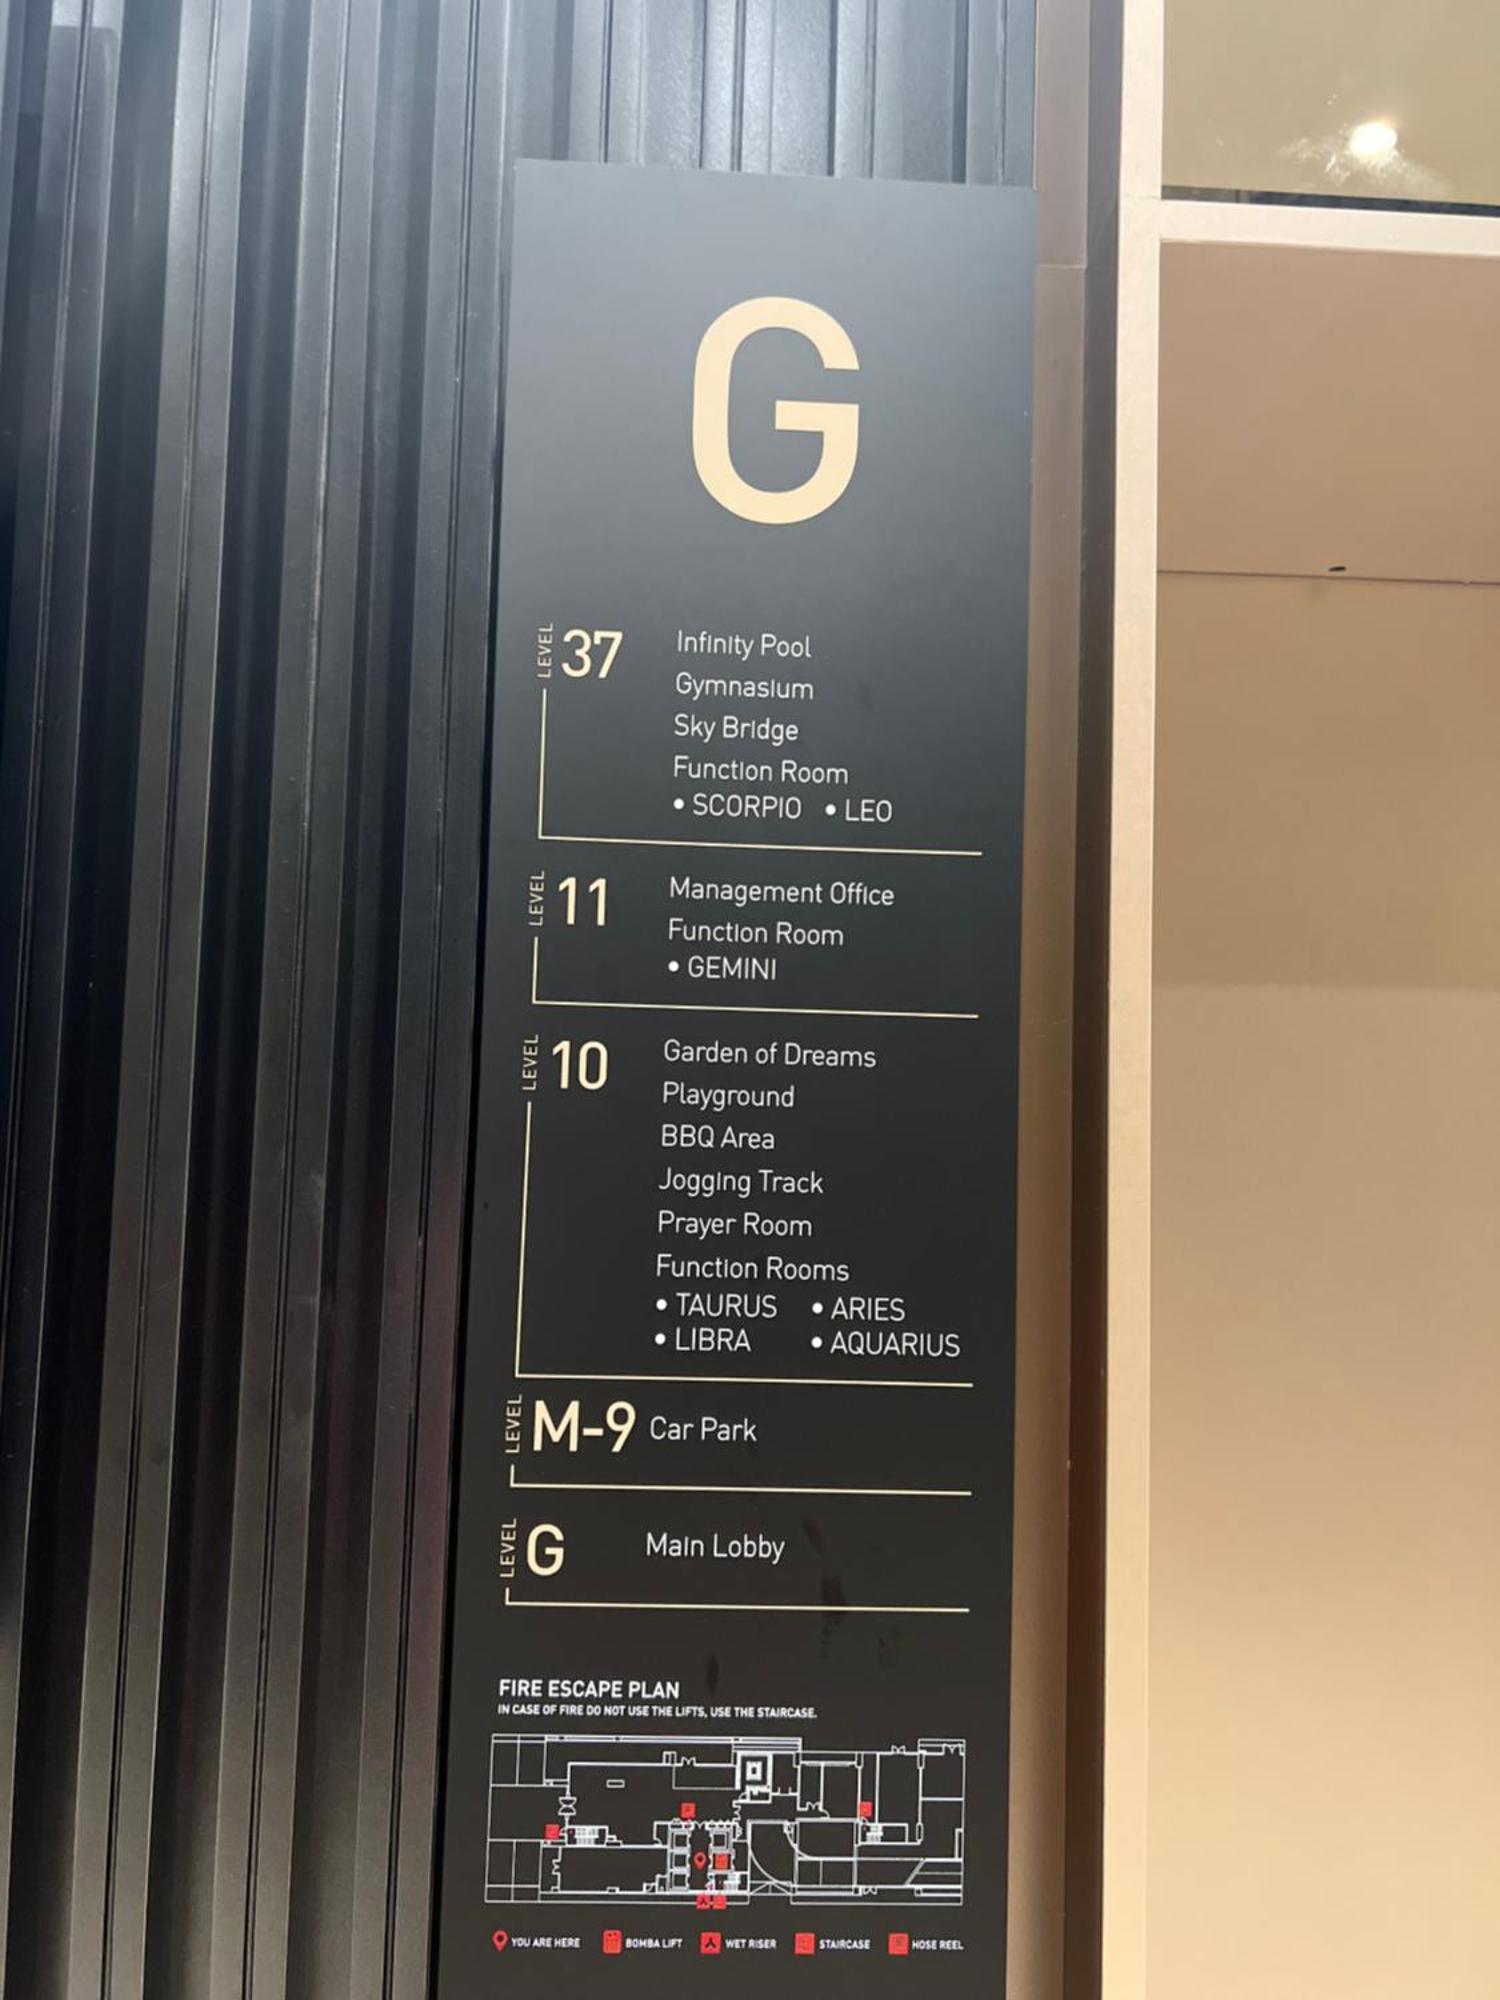 G
LEVEL 37 Infinity Pool
Gymnasium
Sky Bridge
Function Room
• SCORPIO • LEO
LEVEL 11 Management Office
Function Room
• GEMINI
LEVEL 10 Garden of Dreams
Playground
BBQ Area
Jogging Track
Prayer Room
Function Rooms
• TAURUS • ARIES
• LIBRA • AQUARIUS
LEVEL M-9 Car Park
LEVEL G Main Lobby
FIRE ESCAPE PLAN
IN CASE OF FIRE DO NOT USE THE LIFTS, USE THE STAIRCASE.
YOU ARE HERE BOMBA LIFT WET RISER STAIRCASE HOSE REEL